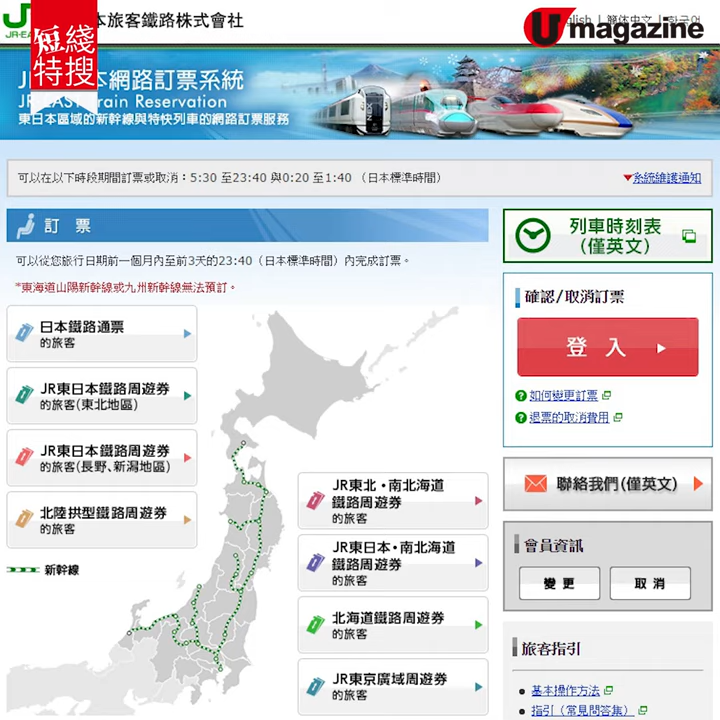 JR-EA
本旅客鐵路株式會社
短綫
特搜
glish | 簡体中文 | 한국어
U magazine
本網路訂票系統
JR-EAST Train Reservation
東日本區域的新幹線與特快列車的網路訂票服務
可以在以下時段期間訂票或取消：5:30 至23:40 與0:20 至1:40 （日本標準時間）
系統維護通知
訂 票
可以從您旅行日期前一個月內至前3天的23:40（日本標準時間）內完成訂票。
*東海道山陽新幹線或九州新幹線無法預訂。
日本鐵路通票
的旅客
JR東日本鐵路周遊券
的旅客(東北地區)
JR東日本鐵路周遊券
的旅客(長野、新潟地區)
北陸拱型鐵路周遊券
的旅客
新幹線
JR東北・南北海道
鐵路周遊券
的旅客
JR東日本・南北海道
鐵路周遊券
的旅客
北海道鐵路周遊券
的旅客
JR東京廣域周遊券
的旅客
列車時刻表
(僅英文)
確認/取消訂票
登 入
如何變更訂票
退票的取消費用
聯絡我們(僅英文)
會員資訊
變 更
取 消
旅客指引
基本操作方法
指引（常見問答集）